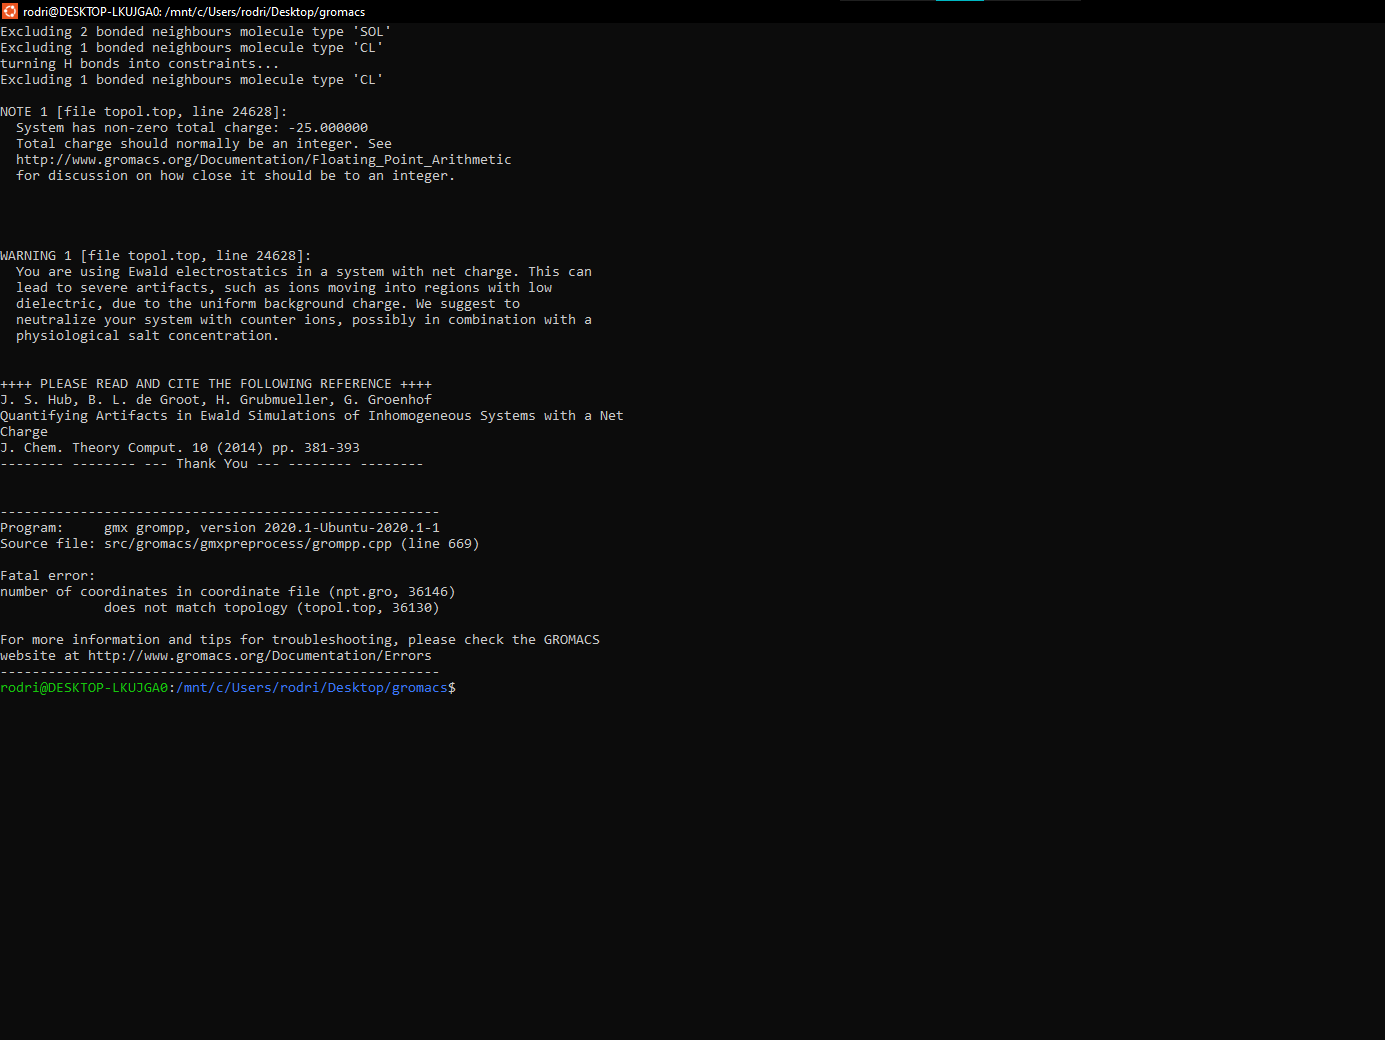 rodri@DESKTOP-LKUJGA0: /mnt/c/Users/rodri/Desktop/gromacs
Excluding 2 bonded neighbours molecule type 'SOL'
Excluding 1 bonded neighbours molecule type 'CL'
turning H bonds into constraints...
Excluding 1 bonded neighbours molecule type 'CL'
NOTE 1 [file topol.top, line 24628]:
System has non-zero total charge: -25.000000
Total charge should normally be an integer. See
http://www.gromacs.org/Documentation/Floating_Point_Arithmetic
for discussion on how close it should be to an integer.
WARNING 1 [file topol.top, line 24628]:
You are using Ewald electrostatics in a system with net charge. This can
lead to severe artifacts, such as ions moving into regions with low
dielectric, due to the uniform background charge. We suggest to
neutralize your system with counter ions, possibly in combination with a
physiological salt concentration.
++++ PLEASE READ AND CITE THE FOLLOWING REFERENCE ++++
J. S. Hub, B. L. de Groot, H. Grubmueller, G. Groenhof
Quantifying Artifacts in Ewald Simulations of Inhomogeneous Systems with a Net
Charge
J. Chem. Theory Comput. 10 (2014) pp. 381-393
-------- -------- --- Thank You --- -------- --------
-------------------------------------------------------
Program:     gmx grompp, version 2020.1-Ubuntu-2020.1-1
Source file: src/gromacs/gmxpreprocess/grompp.cpp (line 669)
Fatal error:
number of coordinates in coordinate file (npt.gro, 36146)
does not match topology (topol.top, 36130)
For more information and tips for troubleshooting, please check the GROMACS
website at http://www.gromacs.org/Documentation/Errors
-------------------------------------------------------
rodri@DESKTOP-LKUJGA0:/mnt/c/Users/rodri/Desktop/gromacs$